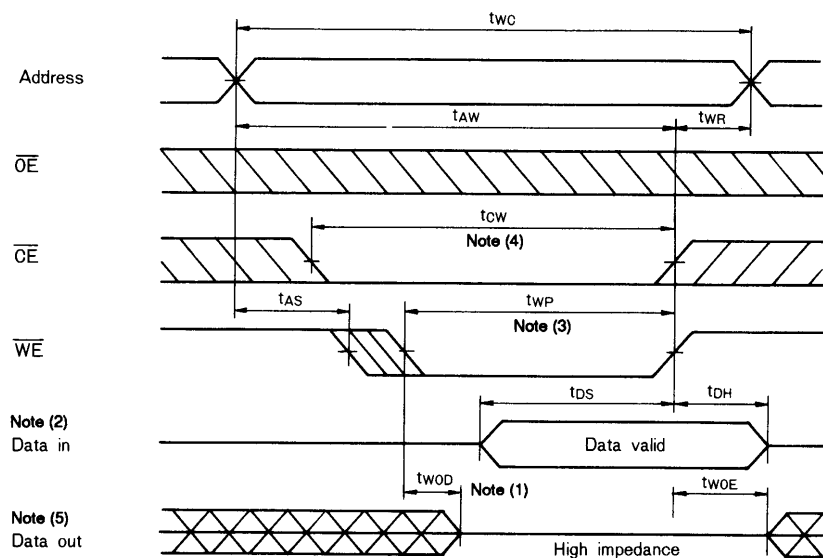 tWC
Address
tAW
tWR
OE
tCW
Note (4)
CE
tAS
tWP
Note (3)
WE
tDS
tDH
Note (2)
Data in
Data valid
tWOD
Note (1)
tWOE
Note (5)
Data out
High impedance